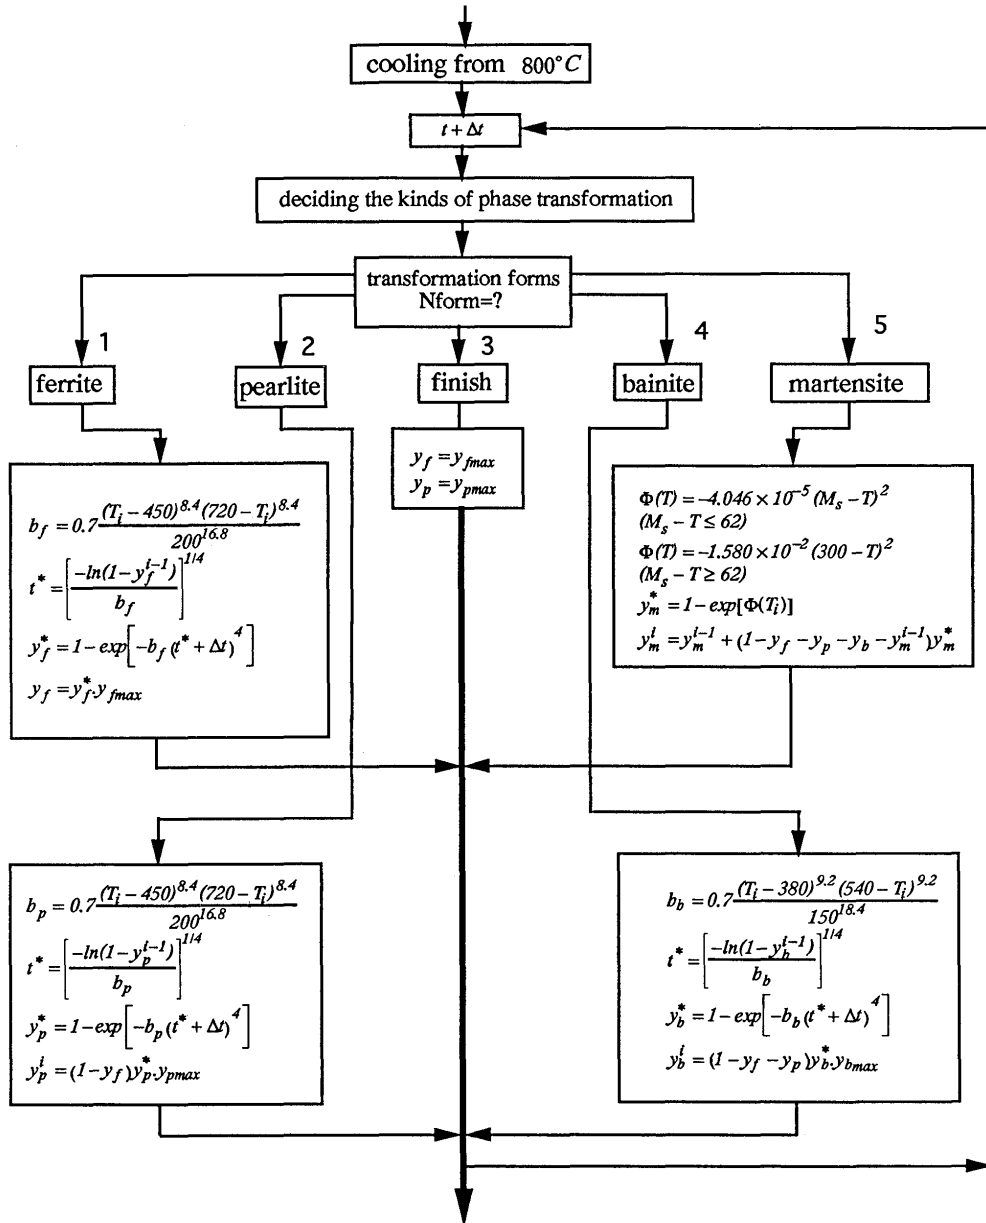 cooling from 800°C
t + Δt
deciding the kinds of phase transformation
transformation forms
Nform=?
1
2
3
4
5
ferrite
pearlite
finish
bainite
martensite
y_f = y_fmax
y_p = y_pmax
b_f = 0.7 (T_i – 450)^8.4 (720 – T_i)^8.4 / 200^16.8
t* = [–ln(1 – y_f^i–1) / b_f]^1/4
y_f* = 1 – exp[–b_f (t* + Δt)^4]
y_f = y_f*.y_fmax
Φ(T) = –4.046 × 10^–5 (M_s – T)^2
(M_s – T ≤ 62)
Φ(T) = –1.580 × 10^–2 (300 – T)^2
(M_s – T ≥ 62)
y_m* = 1 – exp[Φ(T_i)]
y_m^i = y_m^i–1 + (1 – y_f – y_p – y_b – y_m^i–1)y_m*
b_p = 0.7 (T_i – 450)^8.4 (720 – T_i)^8.4 / 200^16.8
t* = [–ln(1 – y_p^i–1) / b_p]^1/4
y_p* = 1 – exp[–b_p (t* + Δt)^4]
y_p^i = (1 – y_f)y_p*.y_pmax
b_b = 0.7 (T_i – 380)^9.2 (540 – T_i)^9.2 / 150^18.4
t* = [–ln(1 – y_b^i–1) / b_b]^1/4
y_b* = 1 – exp[–b_b (t* + Δt)^4]
y_b^i = (1 – y_f – y_p)y_b*.y_bmax